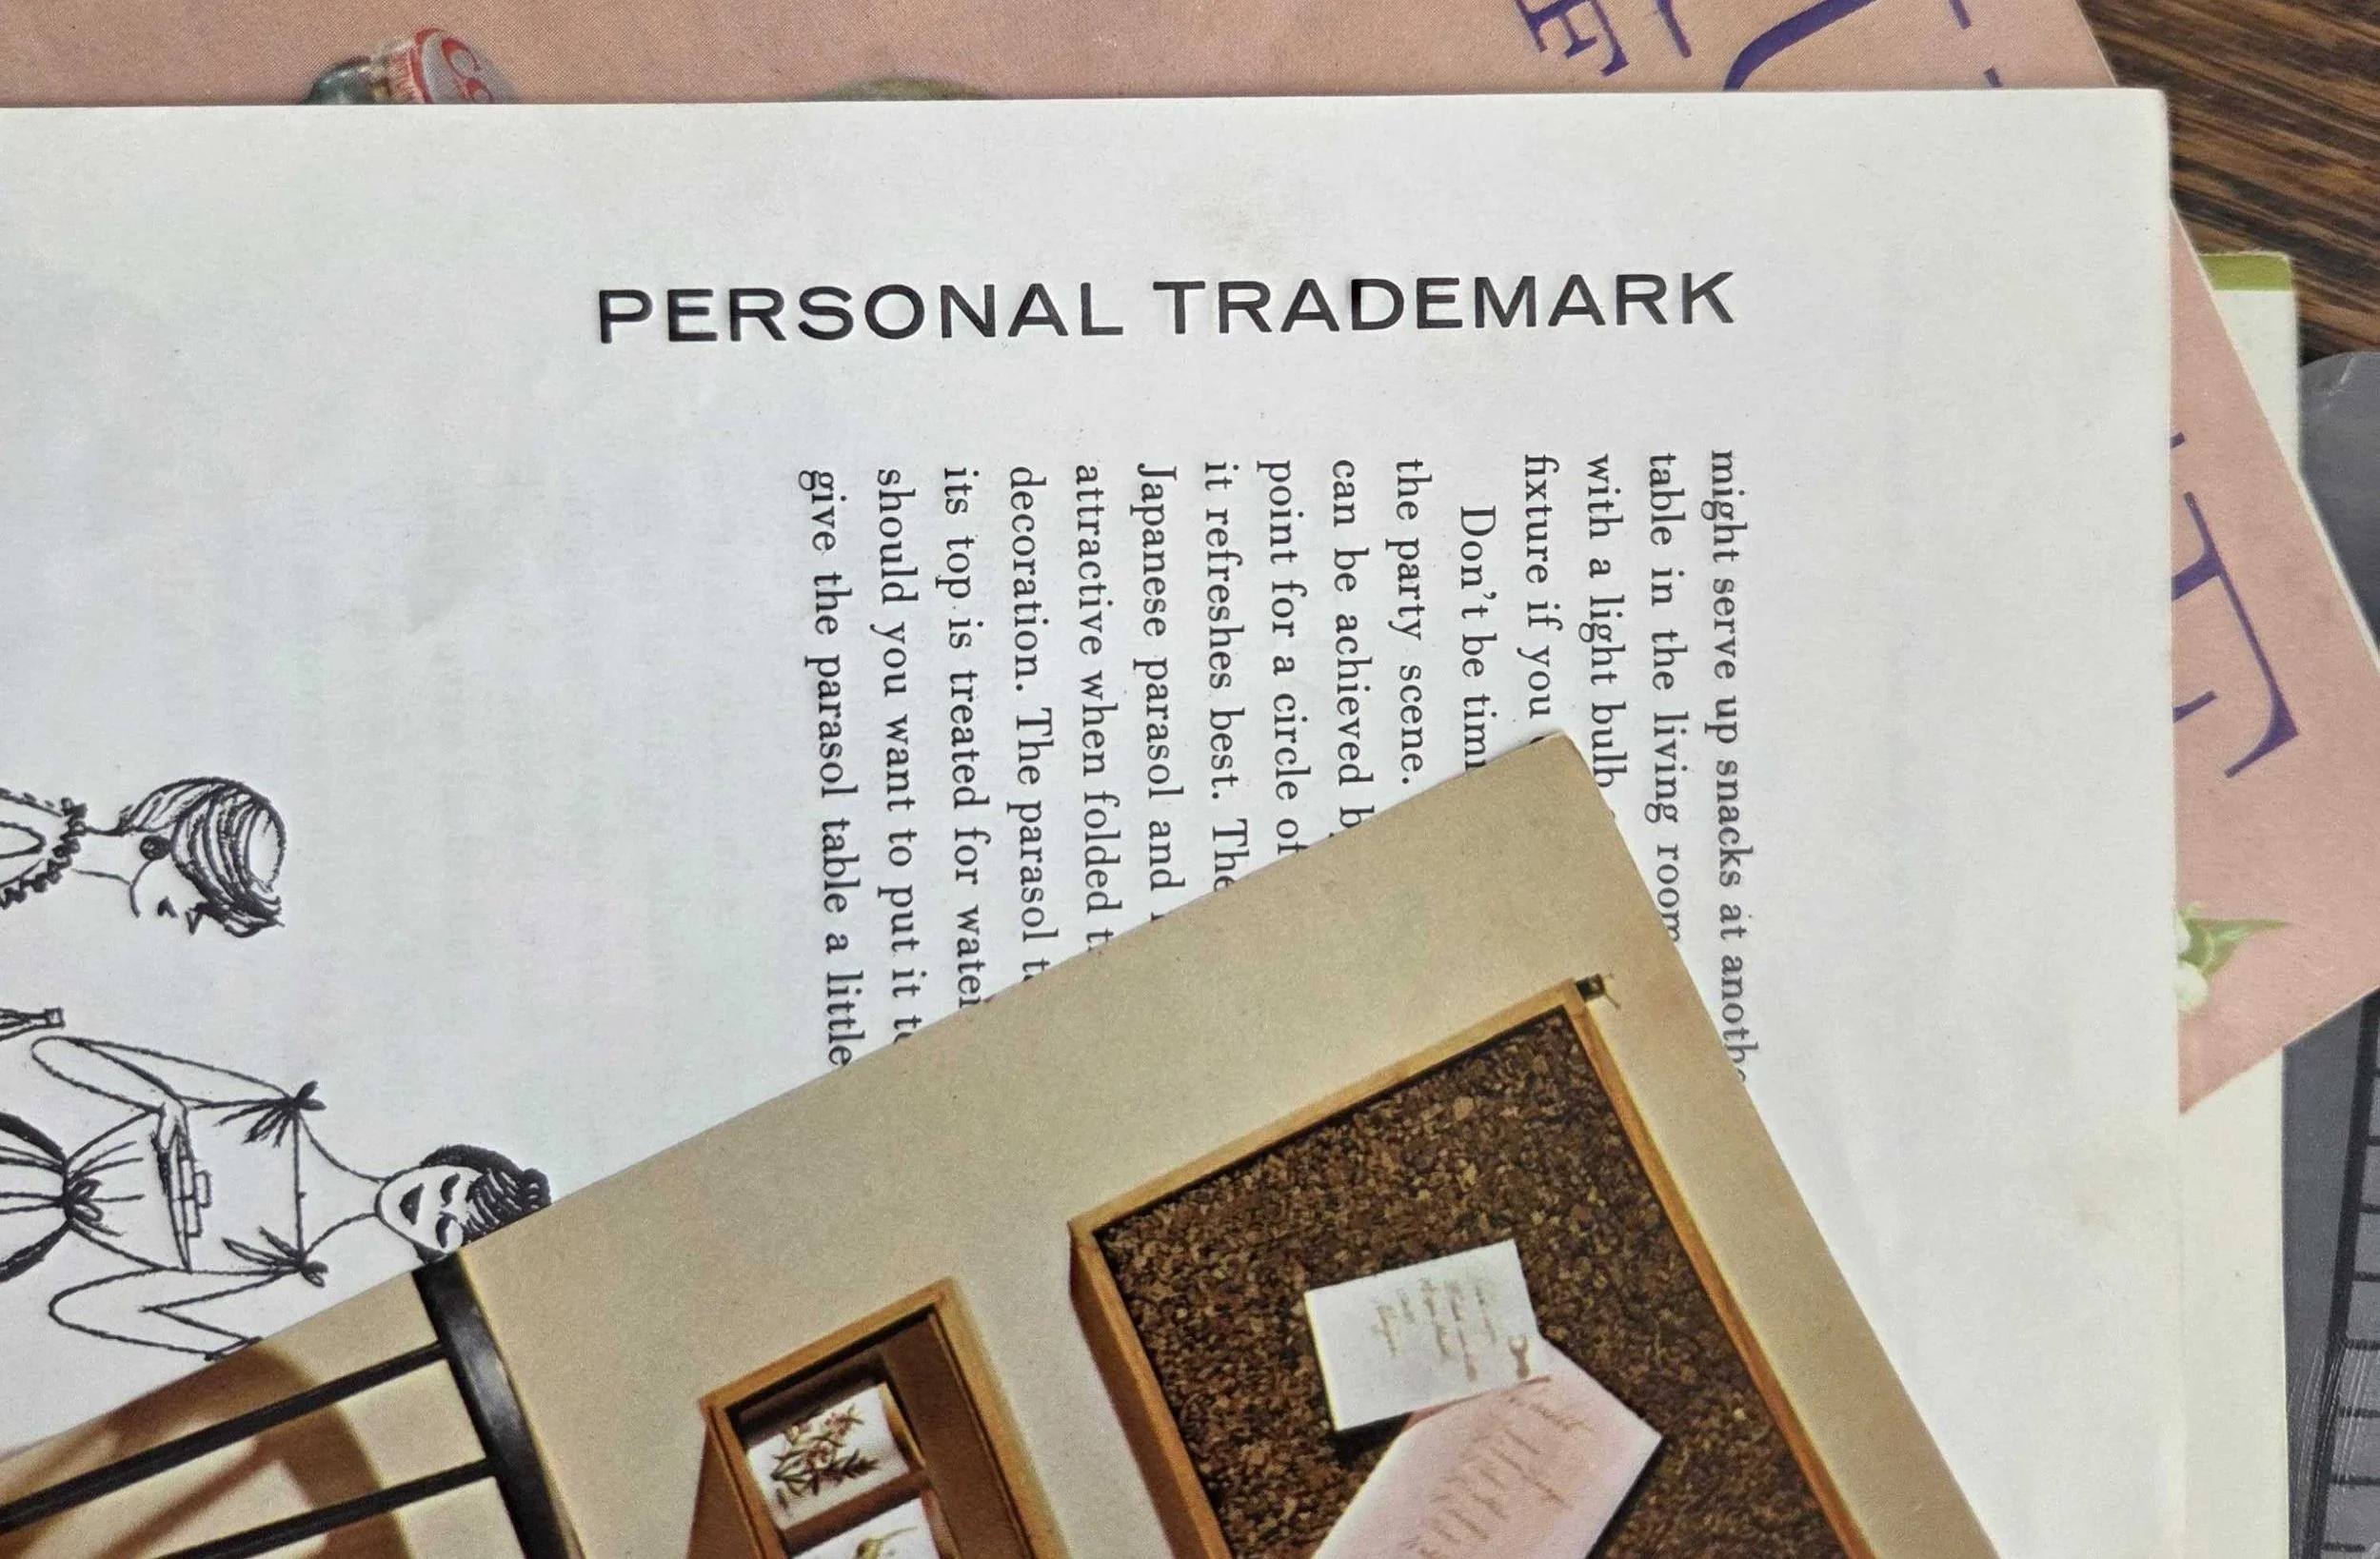 PERSONAL TRADEMARK
might serve up snacks at
table in the living room
with a light bulb
fixture if you
Don't be
the party scene.
can be achieved
point for a circle of
it refreshes best. The
Japanese parasol and
attractive when folded
decoration. The parasol
its top is treated for
should you want to put it
give the parasol table a little